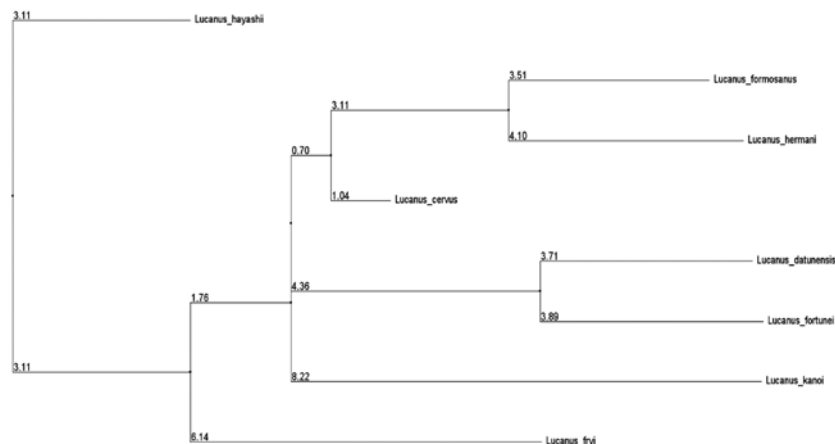 3.11 Lucanus_hayashii
3.51 Lucanus_formosanus
3.11
4.10 Lucanus_hermani
0.70
1.04 Lucanus_cervus
3.71 Lucanus_datunensis
4.36
1.76
3.89 Lucanus_fortunei
3.11
8.22 Lucanus_kanoi
6.14 Lucanus_fryi